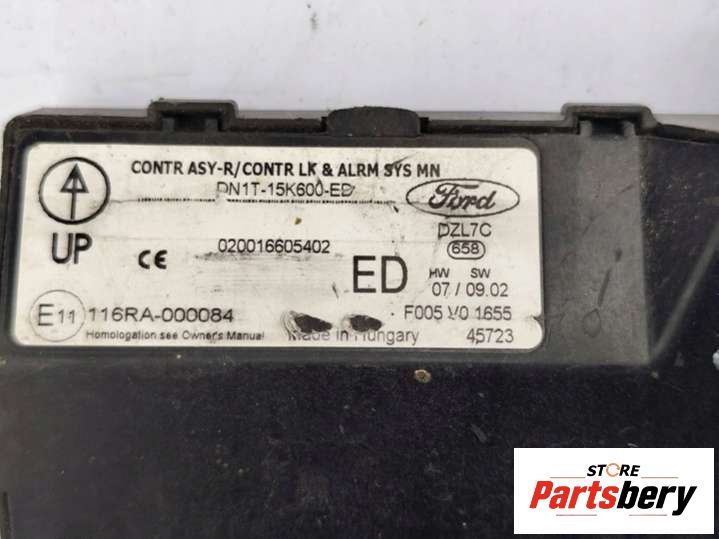 CONTR ASY-R/CONTR LK & ALRM SYS MN
DN1T-15K600-ED
Ford
UP
CE
020016605402
DZL7C
658
ED
HW SW
07 / 09.02
E11 116RA-000084
F005 V0 1655
Homologation see Owner's Manual
Made in Hungary
45723
STORE
Partsbery